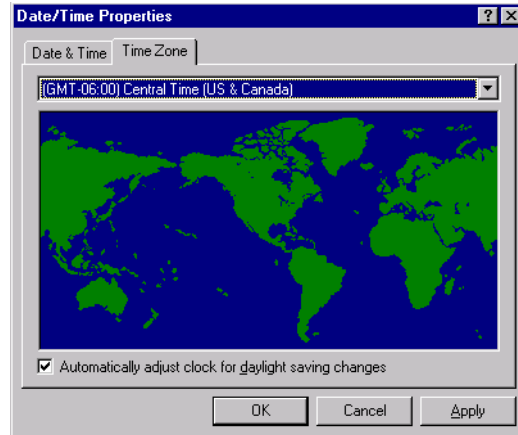 Date/Time Properties
Date & Time Time Zone
(GMT-06:00) Central Time (US & Canada)
Automatically adjust clock for daylight saving changes
OK Cancel Apply